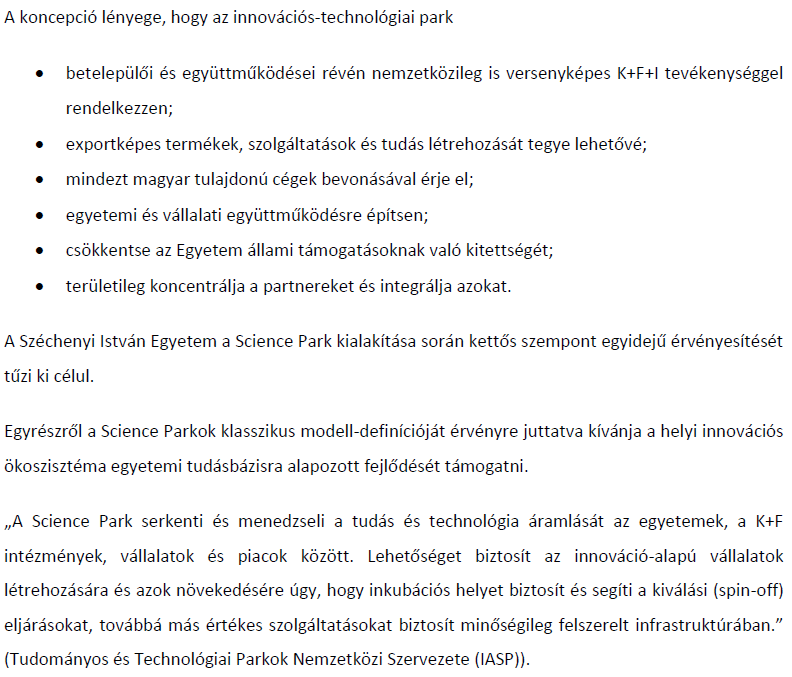 A koncepció lényege, hogy az innovációs-technológiai park
• betelepülői és együttműködései révén nemzetközileg is versenyképes K+F+I tevékenységgel
rendelkezzen;
• exportképes termékek, szolgáltatások és tudás létrehozását tegye lehetővé;
• mindezt magyar tulajdonú cégek bevonásával érje el;
• egyetemi és vállalati együttműködésre építsen;
• csökkentse az Egyetem állami támogatásoknak való kitettségét;
• területileg koncentrálja a partnereket és integrálja azokat.
A Széchenyi István Egyetem a Science Park kialakítása során kettős szempont egyidejű érvényesítését
tűzi ki célul.
Egyrészről a Science Parkok klasszikus modell-definícióját érvényre juttatva kívánja a helyi innovációs
ökoszisztéma egyetemi tudásbázisra alapozott fejlődését támogatni.
„A Science Park serkenti és menedzseli a tudás és technológia áramlását az egyetemek, a K+F
intézmények, vállalatok és piacok között. Lehetőséget biztosít az innováció-alapú vállalatok
létrehozására és azok növekedésére úgy, hogy inkubációs helyet biztosít és segíti a kiválási (spin-off)
eljárásokat, továbbá más értékes szolgáltatásokat biztosít minőségileg felszerelt infrastruktúrában.”
(Tudományos és Technológiai Parkok Nemzetközi Szervezete (IASP)).